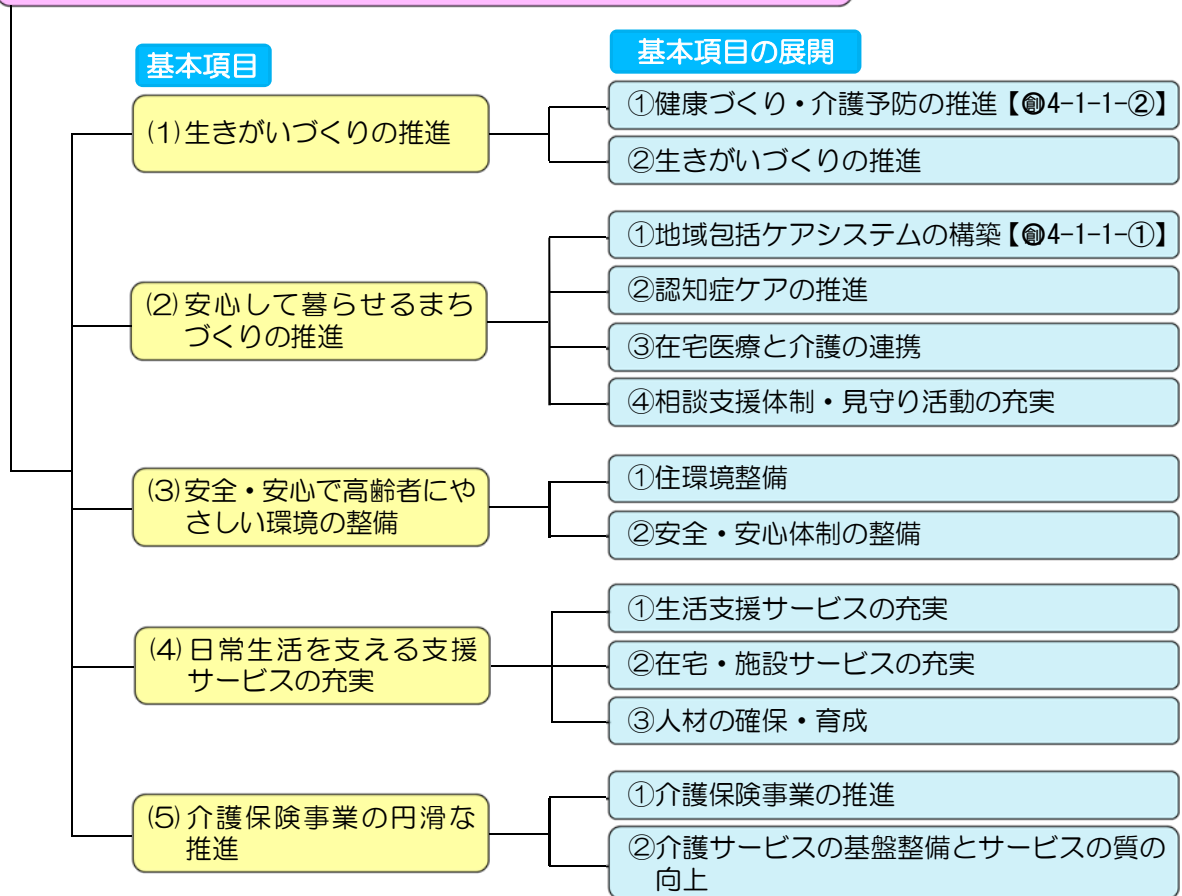 基本項目
基本項目の展開
(1)生きがいづくりの推進
①健康づくり・介護予防の推進【創4-1-1-②】
②生きがいづくりの推進
(2)安心して暮らせるまち
づくりの推進
①地域包括ケアシステムの構築【創4-1-1-①】
②認知症ケアの推進
③在宅医療と介護の連携
④相談支援体制・見守り活動の充実
(3)安全・安心で高齢者にや
さしい環境の整備
①住環境整備
②安全・安心体制の整備
(4)日常生活を支える支援
サービスの充実
①生活支援サービスの充実
②在宅・施設サービスの充実
③人材の確保・育成
(5)介護保険事業の円滑な
推進
①介護保険事業の推進
②介護サービスの基盤整備とサービスの質の
向上